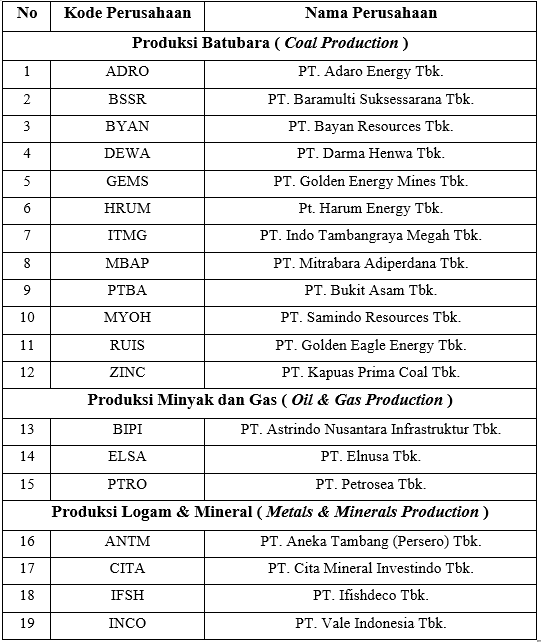 No Kode Perusahaan Nama Perusahaan
Produksi Batubara ( Coal Production )
1 ADRO PT. Adaro Energy Tbk.
2 BSSR PT. Baramulti Suksessarana Tbk.
3 BYAN PT. Bayan Resources Tbk.
4 DEWA PT. Darma Henwa Tbk.
5 GEMS PT. Golden Energy Mines Tbk.
6 HRUM Pt. Harum Energy Tbk.
7 ITMG PT. Indo Tambangraya Megah Tbk.
8 MBAP PT. Mitrabara Adiperdana Tbk.
9 PTBA PT. Bukit Asam Tbk.
10 MYOH PT. Samindo Resources Tbk.
11 RUIS PT. Golden Eagle Energy Tbk.
12 ZINC PT. Kapuas Prima Coal Tbk.
Produksi Minyak dan Gas ( Oil & Gas Production )
13 BIPI PT. Astrindo Nusantara Infrastruktur Tbk.
14 ELSA PT. Elnusa Tbk.
15 PTRO PT. Petrosea Tbk.
Produksi Logam & Mineral ( Metals & Minerals Production )
16 ANTM PT. Aneka Tambang (Persero) Tbk.
17 CITA PT. Cita Mineral Investindo Tbk.
18 IFSH PT. Ifishdeco Tbk.
19 INCO PT. Vale Indonesia Tbk.